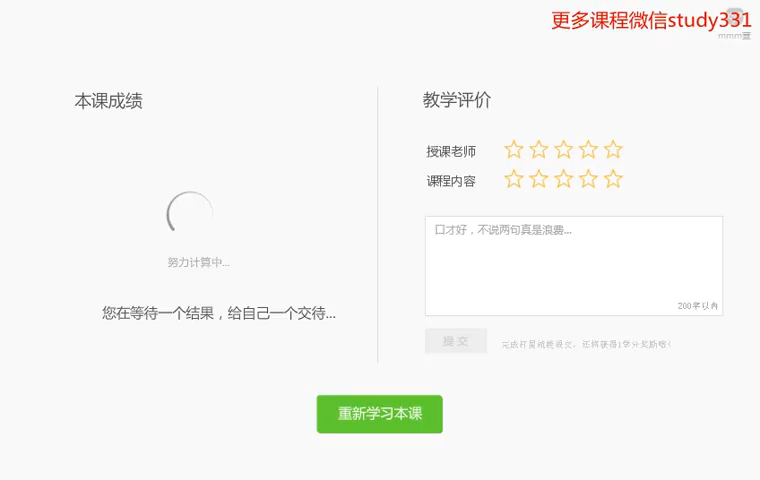 更多课程微信study331
本课成绩
教学评价
授课老师
课程内容
努力计算中...
您在等待一个结果，给自己一个交待...
口才好，不说两句真是浪费...
200字以内
提交
完成打星就能提交，还将获得1学分奖励哦！
重新学习本课